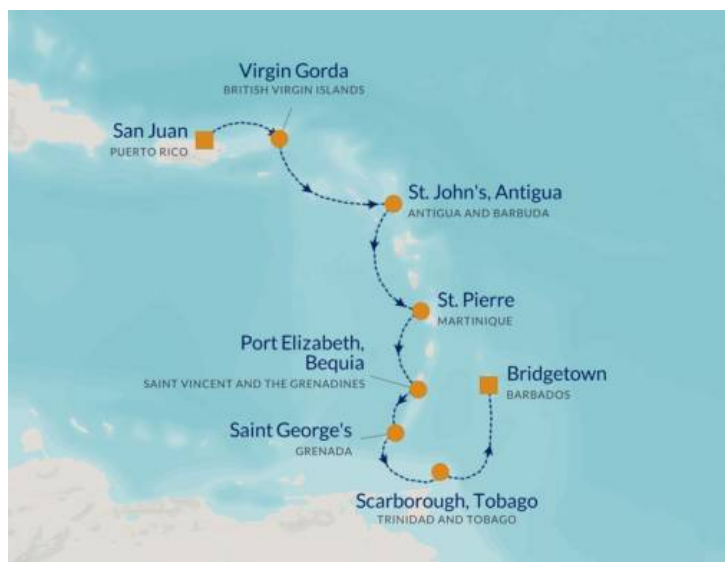 Virgin Gorda
BRITISH VIRGIN ISLANDS
San Juan
PUERTO RICO
St. John's, Antigua
ANTIGUA AND BARBUDA
St. Pierre
MARTINIQUE
Port Elizabeth,
Bequia
SAINT VINCENT AND THE GRENADINES
Bridgetown
BARBADOS
Saint George's
GRENADA
Scarborough, Tobago
TRINIDAD AND TOBAGO